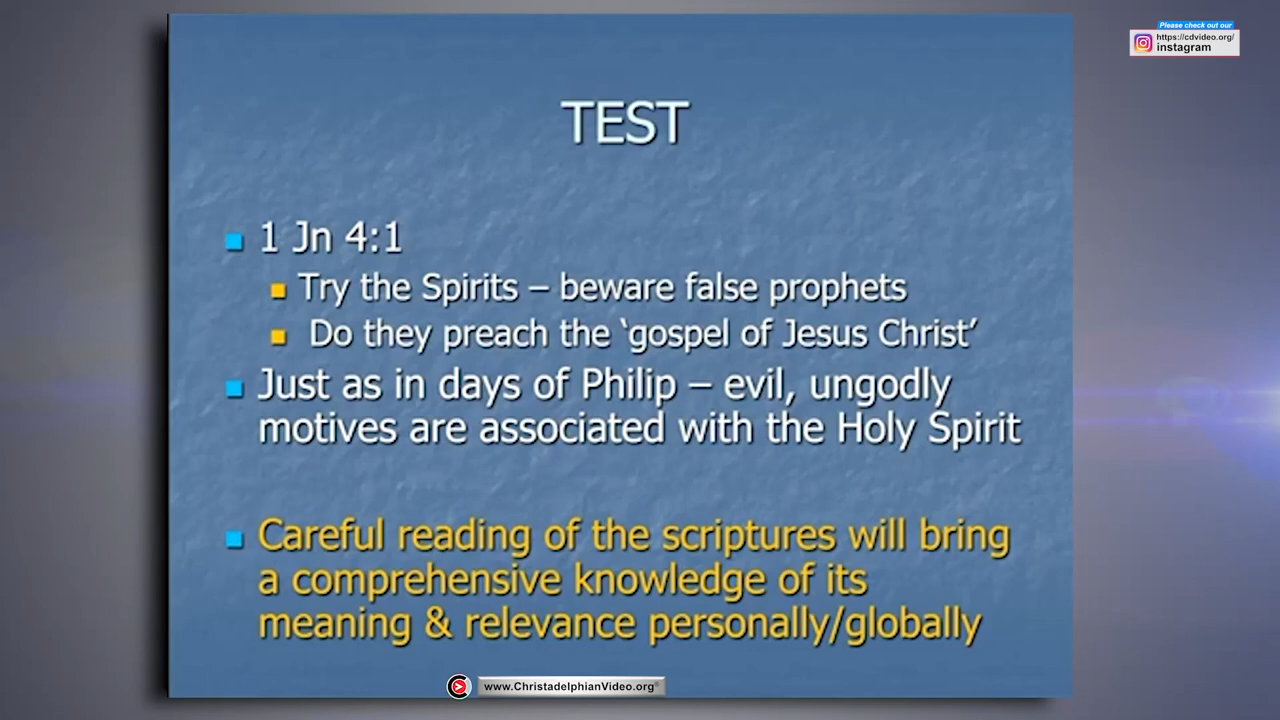 Please check out our
https://cdvideo.org/
instagram
TEST
1 Jn 4:1
Try the Spirits – beware false prophets
Do they preach the ‘gospel of Jesus Christ’
Just as in days of Philip – evil, ungodly
motives are associated with the Holy Spirit
Careful reading of the scriptures will bring
a comprehensive knowledge of its
meaning & relevance personally/globally
www.ChristadelphianVideo.org